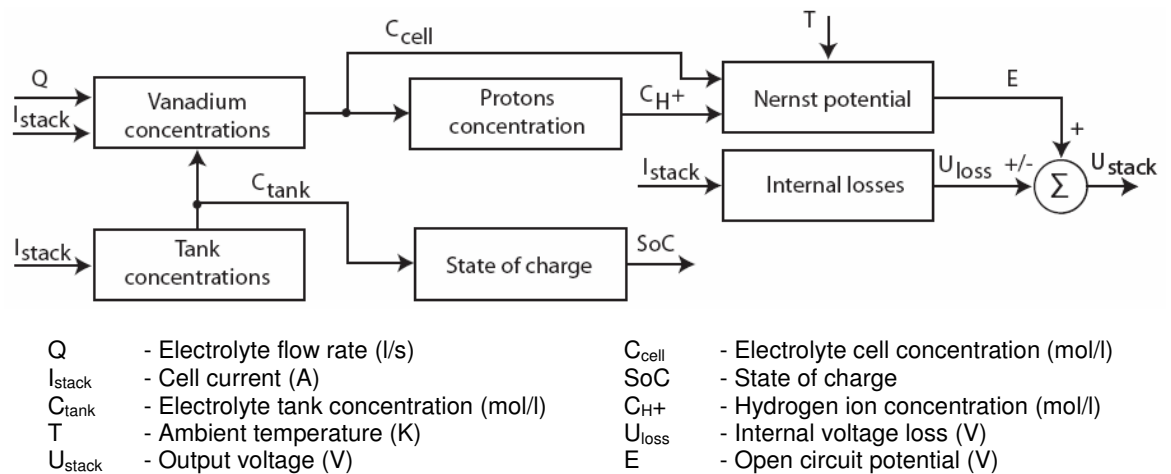 T
C_cell
Q
I_stack
Vanadium
concentrations
Protons
concentration
C_H+
Nernst potential
E
+
C_tank
I_stack
Internal losses
U_loss
+/-
Σ
U_stack
I_stack
Tank
concentrations
State of charge
SoC
Q - Electrolyte flow rate (l/s)
I_stack - Cell current (A)
C_tank - Electrolyte tank concentration (mol/l)
T - Ambient temperature (K)
U_stack - Output voltage (V)
C_cell - Electrolyte cell concentration (mol/l)
SoC - State of charge
C_H+ - Hydrogen ion concentration (mol/l)
U_loss - Internal voltage loss (V)
E - Open circuit potential (V)